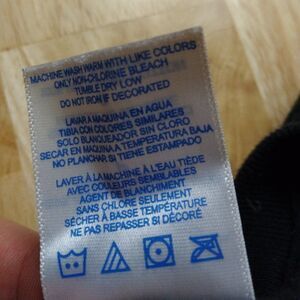 MACHINE WASH WARM WITH LIKE COLORS
ONLY NON-CHLORINE BLEACH
TUMBLE DRY LOW
DO NOT IRON IF DECORATED
LAVAR A MAQUINA EN AGUA
TIBIA CON COLORES SIMILARES
SOLO BLANQUEADOR SIN CLORO
SECAR EN MAQUINA A TEMPERATURA BAJA
NO PLANCHAR SI TIENE ESTAMPADO
LAVER À LA MACHINE À L'EAU TIÈDE
AVEC COULEURS SEMBLABLES
AGENT DE BLANCHIMENT
SANS CHLORE SEULEMENT
SÉCHER À BASSE TEMPÉRATURE
NE PAS REPASSER SI DÉCORÉ